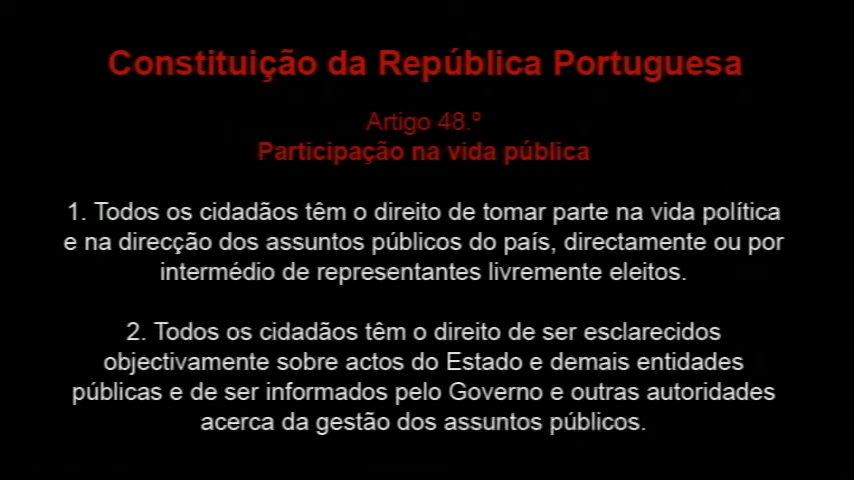 Constituição da República Portuguesa
Artigo 48.º
Participação na vida pública
1. Todos os cidadãos têm o direito de tomar parte na vida política
e na direcção dos assuntos públicos do país, directamente ou por
intermédio de representantes livremente eleitos.
2. Todos os cidadãos têm o direito de ser esclarecidos
objectivamente sobre actos do Estado e demais entidades
públicas e de ser informados pelo Governo e outras autoridades
acerca da gestão dos assuntos públicos.